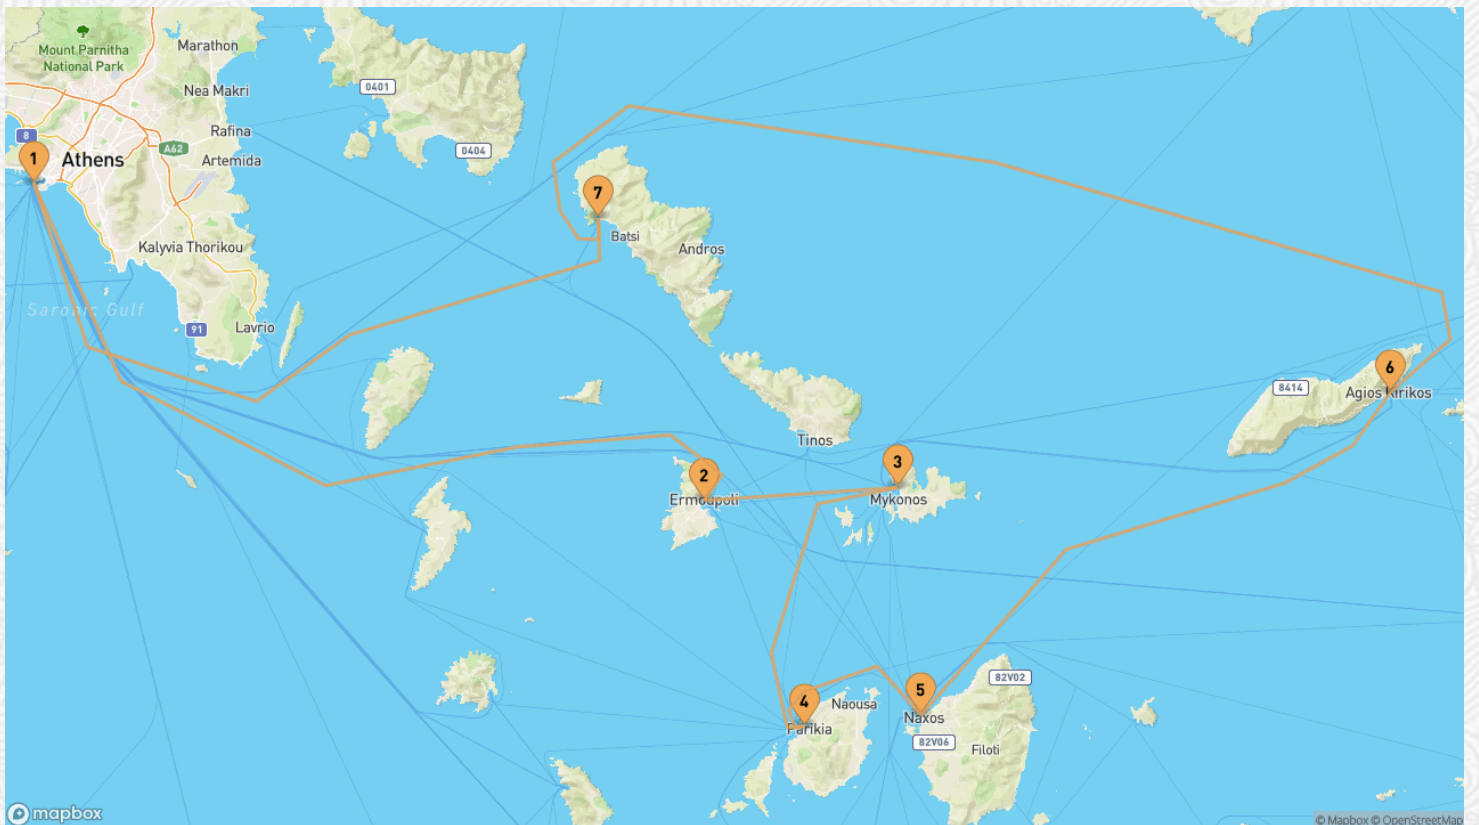 Mount Parnitha
National Park
Marathon
0401
Nea Makri
8
Rafina
A62
0404
1
Athens
Artemida
7
Batsi
Kalyvia Thorikou
Andros
Saronic Gulf
91
Lavrio
6
8414
Agios Kirikos
Tinos
3
2
Ermoupoli
Mykonos
82V02
5
4
Naousa
Naxos
Parikia
82V06
Filoti
mapbox
© Mapbox © OpenStreetMap